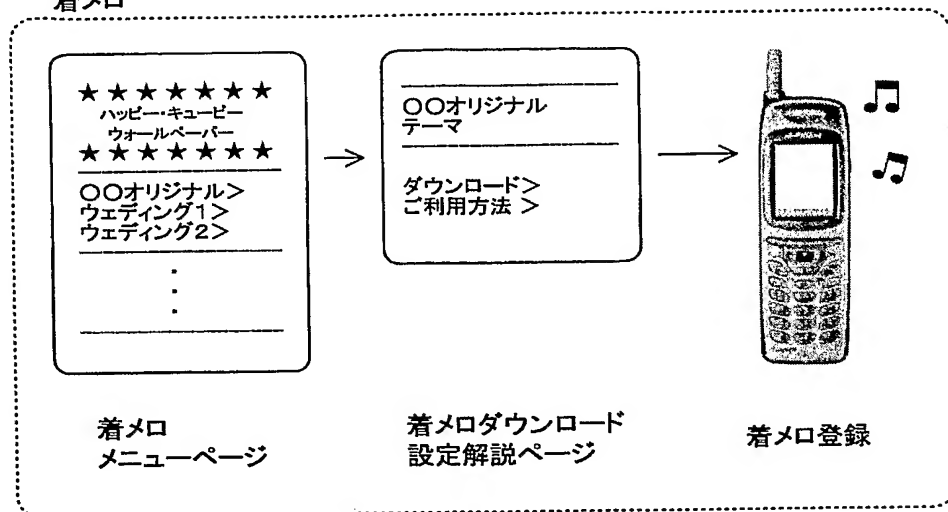 着メロ
★★★★★★★
ハッピー・キューピー
ウォールペーパー
★★★★★★★
〇〇オリジナル>
ウェディング1>
ウェディング2>
〇〇オリジナル
テーマ
ダウンロード>
ご利用方法 >
着メロ
メニューページ
着メロダウンロード
設定解説ページ
着メロ登録